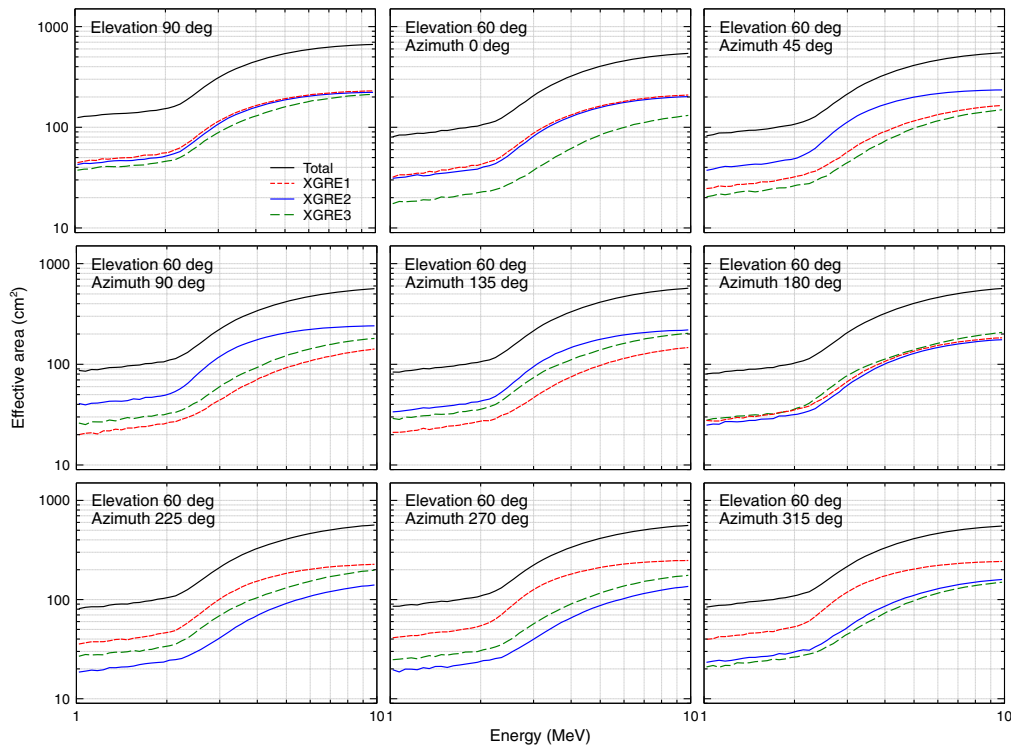 1000
100
10
Elevation 90 deg
Total
XGRE1
XGRE2
XGRE3
Elevation 60 deg
Azimuth 0 deg
Elevation 60 deg
Azimuth 45 deg
Effective area (cm²)
1000
100
10
Elevation 60 deg
Azimuth 90 deg
Elevation 60 deg
Azimuth 135 deg
Elevation 60 deg
Azimuth 180 deg
1000
100
10
Elevation 60 deg
Azimuth 225 deg
Elevation 60 deg
Azimuth 270 deg
Elevation 60 deg
Azimuth 315 deg
1 10 1 10 1 10
Energy (MeV)